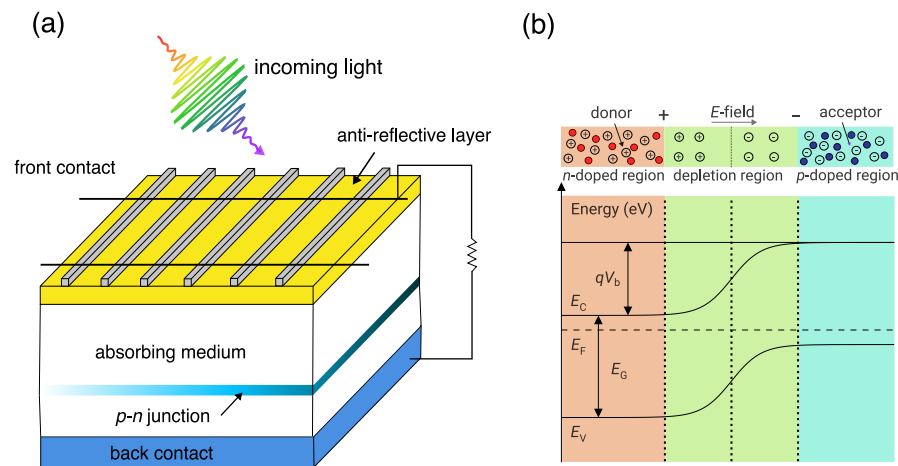 (a)
incoming light
anti-reflective layer
front contact
absorbing medium
p-n junction
back contact
(b)
donor + E-field - acceptor
n-doped region depletion region p-doped region
Energy (eV)
qVb
EC
EF
EG
EV